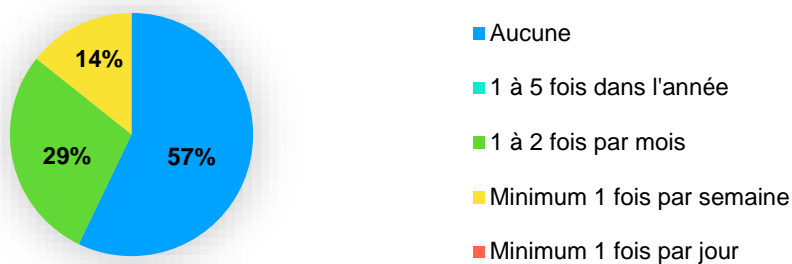 14%
29%
57%
Aucune
1 à 5 fois dans l'année
1 à 2 fois par mois
Minimum 1 fois par semaine
Minimum 1 fois par jour